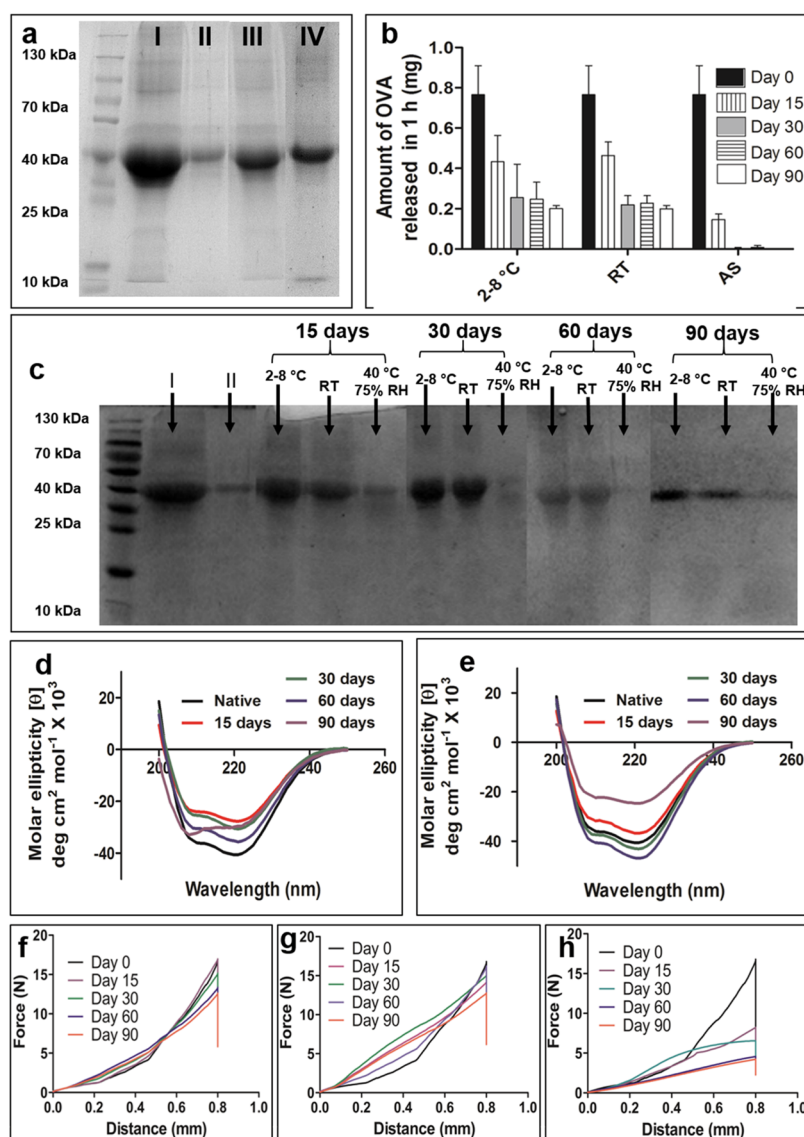 a
I II III IV
130 kDa
70 kDa
40 kDa
25 kDa
10 kDa
b
Amount of OVA
released in 1 h (mg)
1.0
0.8
0.6
0.4
0.2
0.0
2-8 °C
RT
AS
Day 0
Day 15
Day 30
Day 60
Day 90
c
15 days
30 days
60 days
90 days
I
II
2-8 °C
RT
40 °C
75% RH
2-8 °C
RT
40 °C
75% RH
2-8 °C
RT
40 °C
75% RH
2-8 °C
RT
40 °C
75% RH
130 kDa
70 kDa
40 kDa
25 kDa
10 kDa
d
Native
15 days
30 days
60 days
90 days
Molar ellipticity [θ]
deg cm² mol⁻¹ X 10³
20
0
-20
-40
200
220
240
260
Wavelength (nm)
e
Native
15 days
30 days
60 days
90 days
Molar ellipticity [θ]
deg cm² mol⁻¹ X 10³
20
0
-20
-40
200
220
240
260
Wavelength (nm)
f
Day 0
Day 15
Day 30
Day 60
Day 90
Force (N)
20
15
10
5
0
0.0 0.2 0.4 0.6 0.8 1.0
Distance (mm)
g
Day 0
Day 15
Day 30
Day 60
Day 90
Force (N)
20
15
10
5
0
0.0 0.2 0.4 0.6 0.8 1.0
Distance (mm)
h
Day 0
Day 15
Day 30
Day 60
Day 90
Force (N)
20
15
10
5
0
0.0 0.2 0.4 0.6 0.8 1.0
Distance (mm)